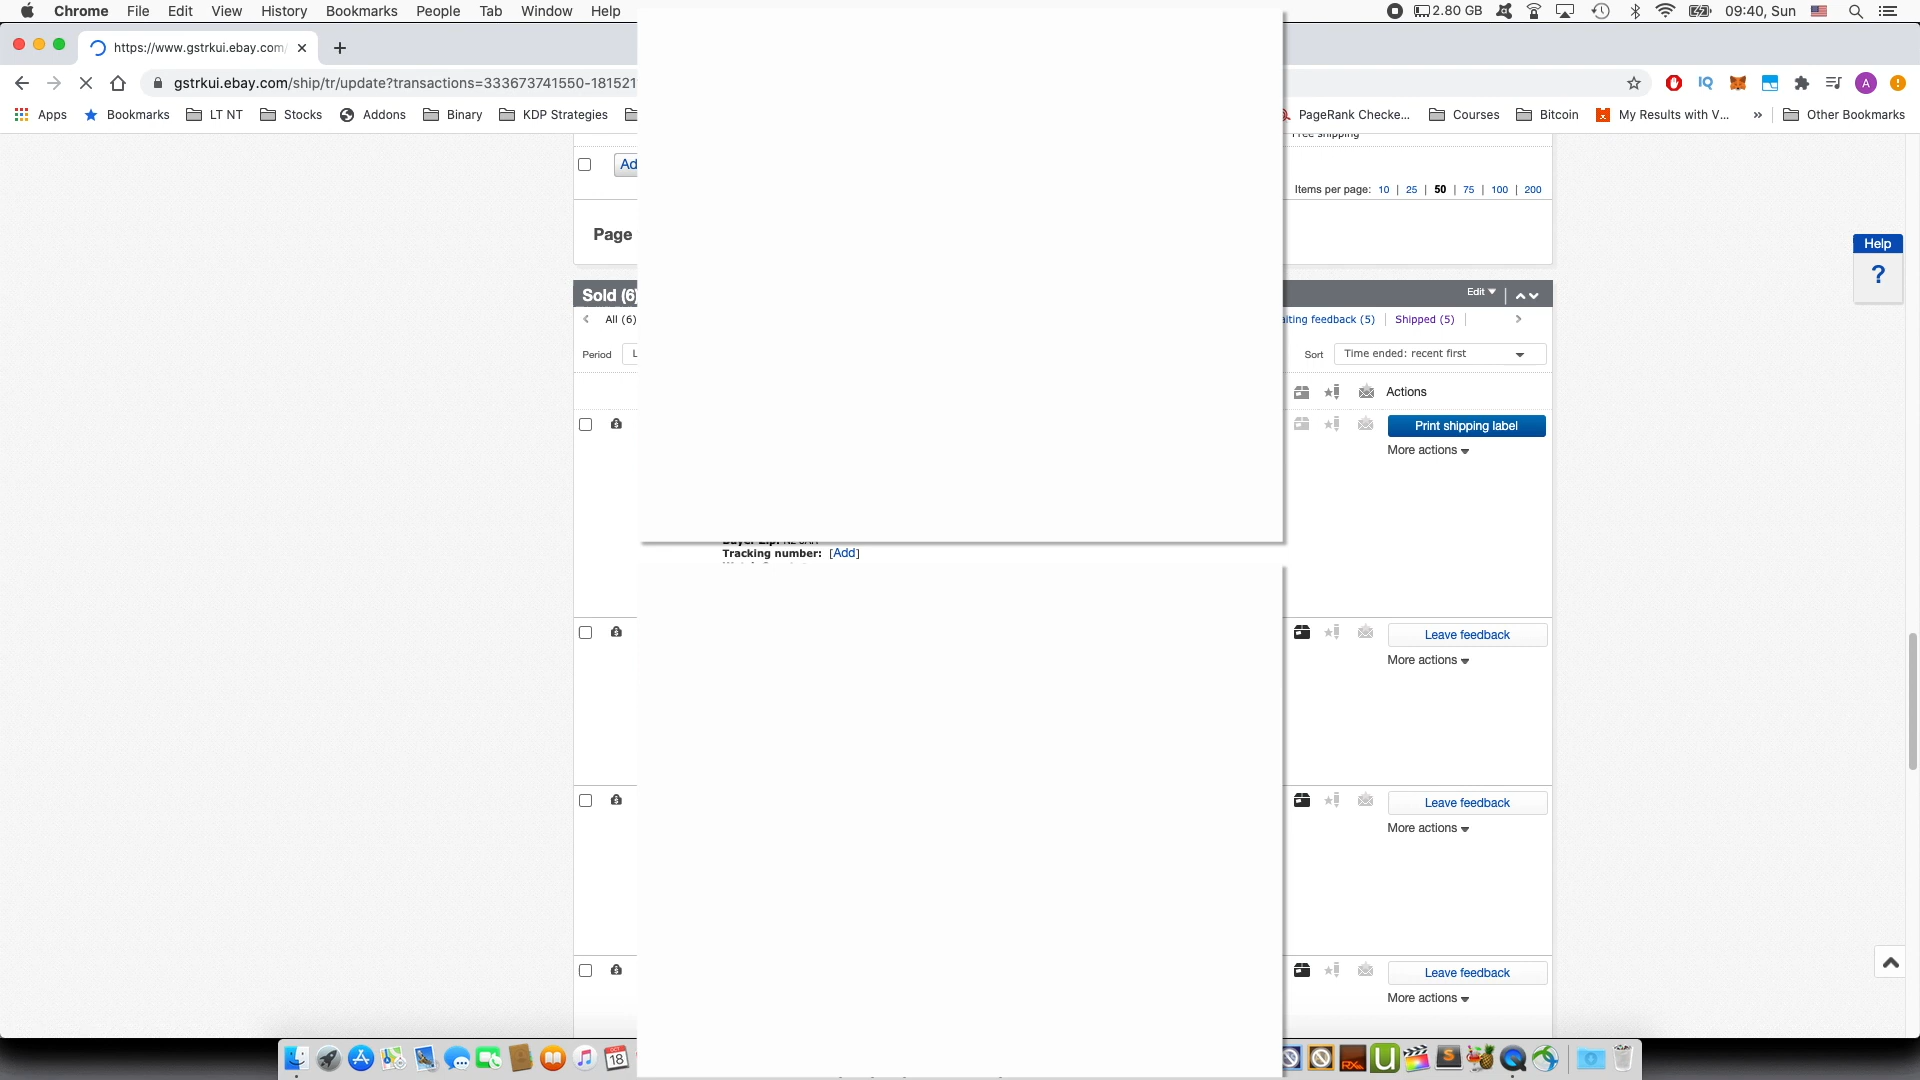 Chrome File Edit View History Bookmarks People Tab Window Help
2.80 GB 09:40, Sun
https://www.gstrkui.ebay.com/
gstrkui.ebay.com/ship/tr/update?transactions=333673741550-181521
A
Apps Bookmarks LT NT Stocks Addons Binary KDP Strategies PageRank Checke... Courses Bitcoin My Results with V... » Other Bookmarks
Free shipping
Ad
Items per page: 10 | 25 | 50 | 75 | 100 | 200
Page
Help
?
Sold (6) Edit
All (6) aiting feedback (5) Shipped (5)
Period L Sort Time ended: recent first
Actions
Print shipping label
More actions
Tracking number: [Add]
Leave feedback
More actions
Leave feedback
More actions
Leave feedback
More actions
18